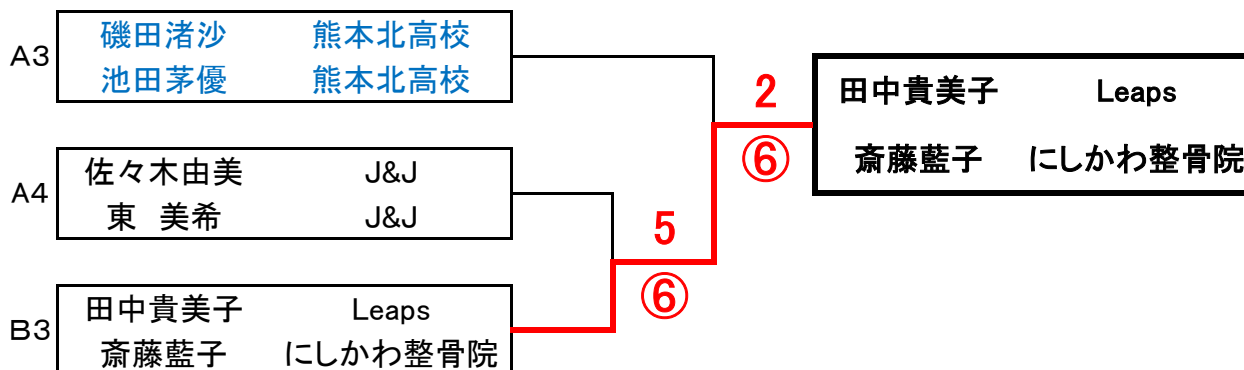 A3
磯田渚沙 熊本北高校
池田茅優 熊本北高校
A4
佐々木由美 J&J
東 美希 J&J
B3
田中貴美子 Leaps
斎藤藍子 にしかわ整骨院
5
⑥
2
⑥
田中貴美子 Leaps
斎藤藍子 にしかわ整骨院